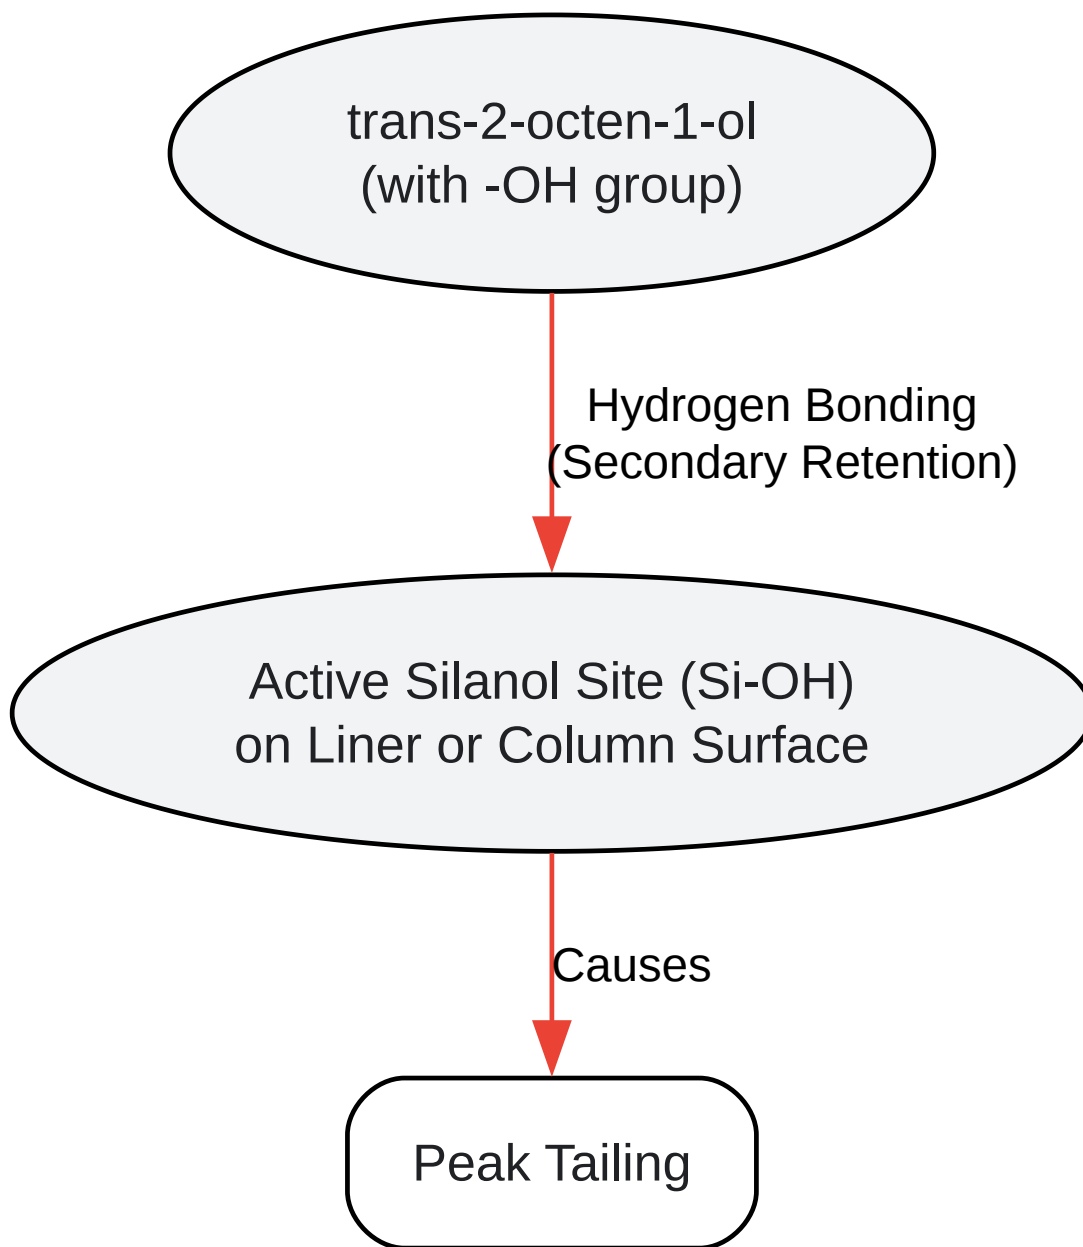 trans-2-octen-1-ol
(with -OH group)
Hydrogen Bonding
(Secondary Retention)
Active Silanol Site (Si-OH)
on Liner or Column Surface
Causes
Peak Tailing